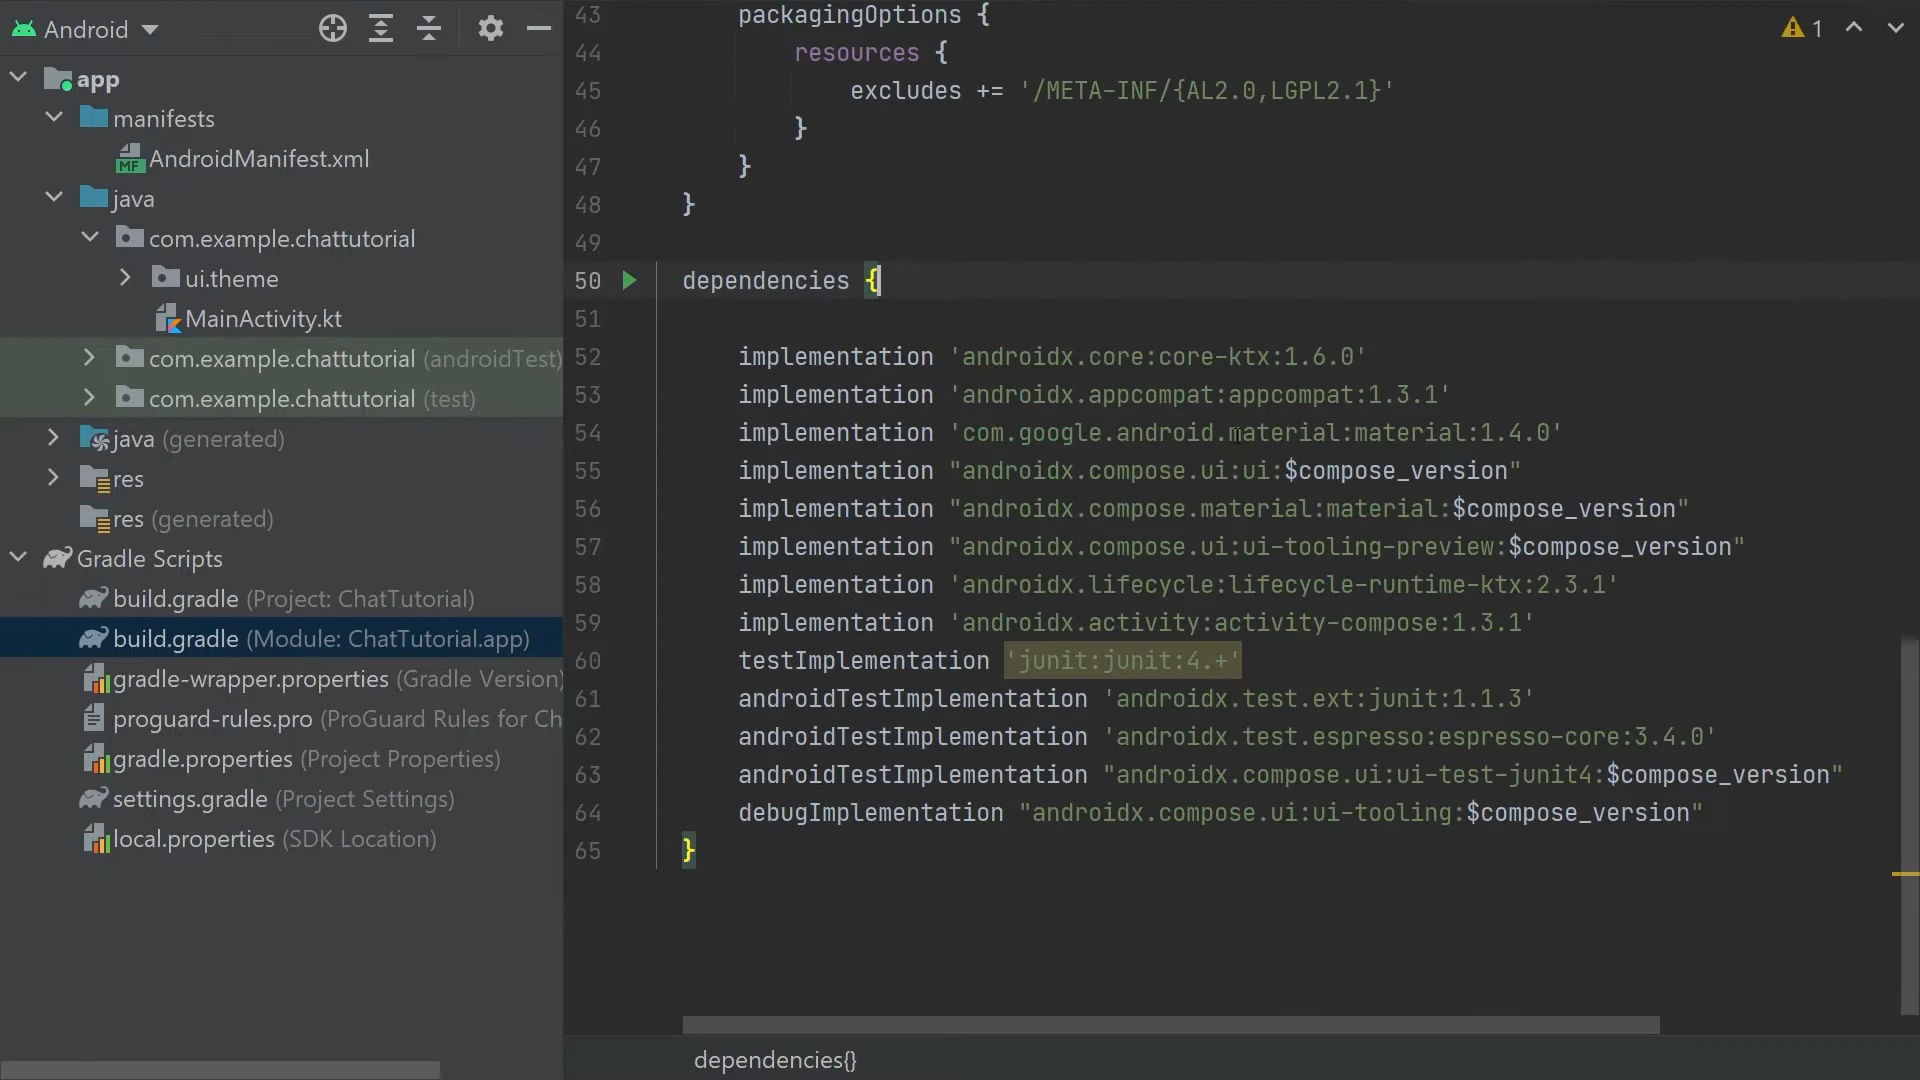 Android
app
manifests
MF AndroidManifest.xml
java
com.example.chattutorial
ui.theme
MainActivity.kt
com.example.chattutorial (androidTest)
com.example.chattutorial (test)
java (generated)
res
res (generated)
Gradle Scripts
build.gradle (Project: ChatTutorial)
build.gradle (Module: ChatTutorial.app)
gradle-wrapper.properties (Gradle Version)
proguard-rules.pro (ProGuard Rules for Ch
gradle.properties (Project Properties)
settings.gradle (Project Settings)
local.properties (SDK Location)
1
43 packagingOptions {
44 resources {
45 excludes += '/META-INF/{AL2.0,LGPL2.1}'
46 }
47 }
48 }
49
50 dependencies {
51
52 implementation 'androidx.core:core-ktx:1.6.0'
53 implementation 'androidx.appcompat:appcompat:1.3.1'
54 implementation 'com.google.android.material:material:1.4.0'
55 implementation "androidx.compose.ui:ui:$compose_version"
56 implementation "androidx.compose.material:material:$compose_version"
57 implementation "androidx.compose.ui:ui-tooling-preview:$compose_version"
58 implementation 'androidx.lifecycle:lifecycle-runtime-ktx:2.3.1'
59 implementation 'androidx.activity:activity-compose:1.3.1'
60 testImplementation 'junit:junit:4.+'
61 androidTestImplementation 'androidx.test.ext:junit:1.1.3'
62 androidTestImplementation 'androidx.test.espresso:espresso-core:3.4.0'
63 androidTestImplementation "androidx.compose.ui:ui-test-junit4:$compose_version"
64 debugImplementation "androidx.compose.ui:ui-tooling:$compose_version"
65 }
dependencies{}